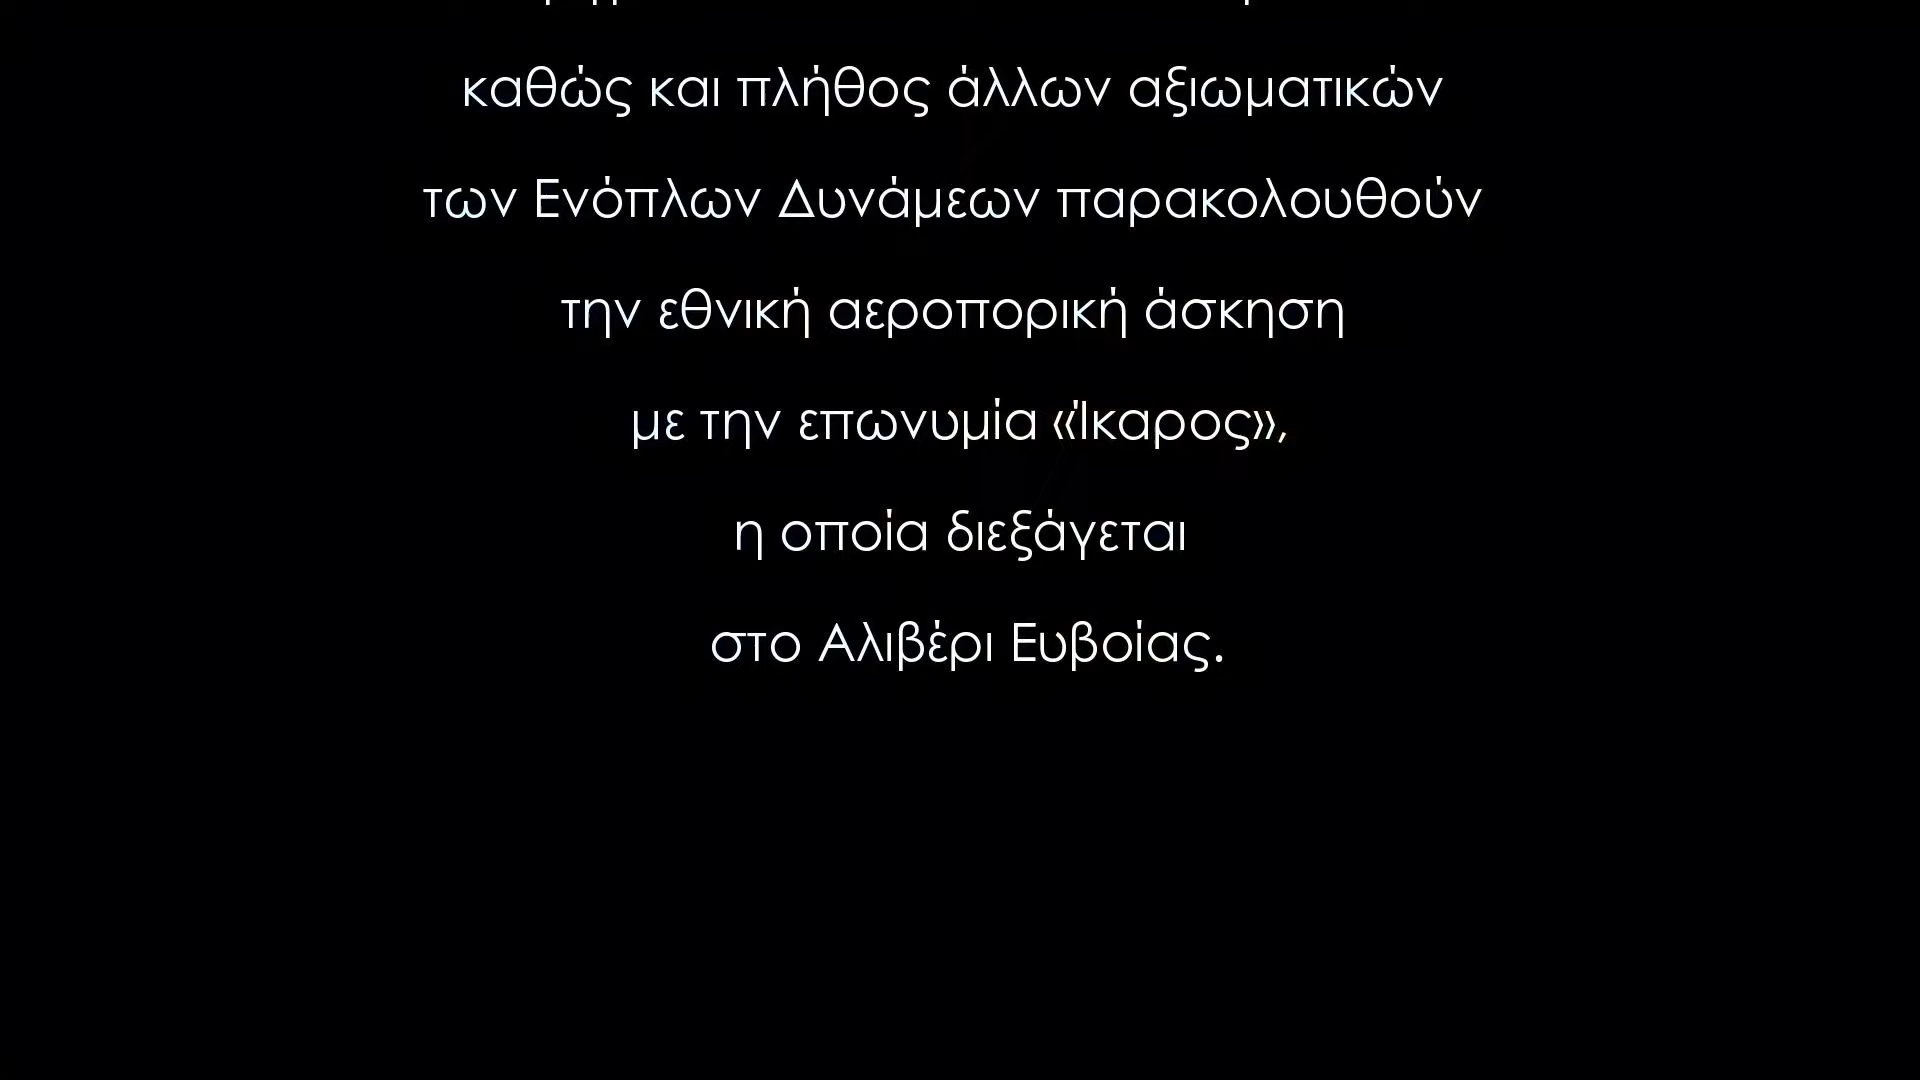 καθώς και πλήθος άλλων αξιωματικών
των Ενόπλων Δυνάμεων παρακολουθούν
την εθνική αεροπορική άσκηση
με την επωνυμία «Ίκαρος»,
η οποία διεξάγεται
στο Αλιβέρι Ευβοίας.